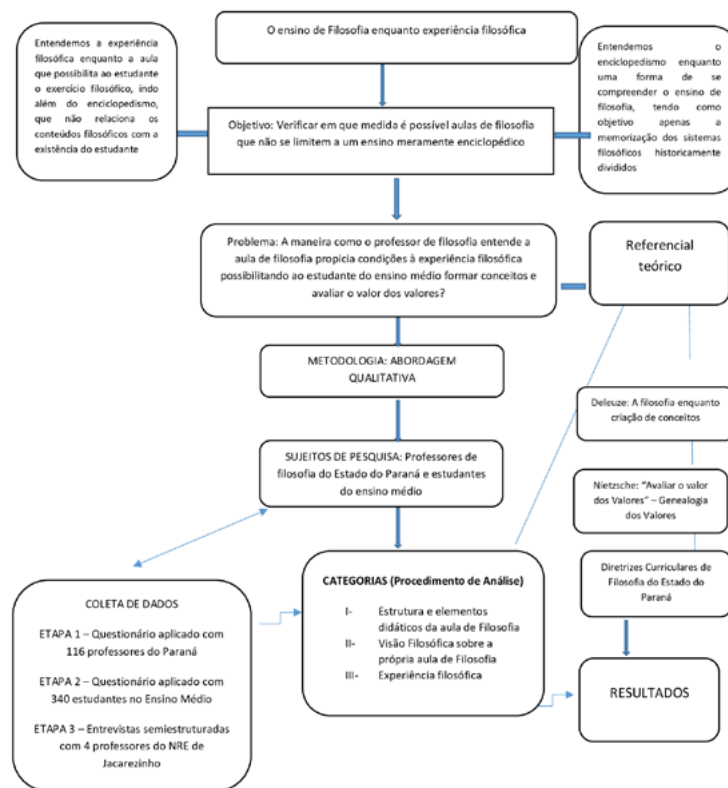 O ensino de Filosofia enquanto experiência filosófica
Entendemos a experiência
filosófica enquanto a aula
que possibilita ao estudante
o exercício filosófico, indo
além do enciclopedismo,
que não relaciona os
conteúdos filosóficos com a
existência do estudante
Entendemos o
enciclopedismo enquanto
uma forma de se
compreender o ensino de
filosofia, tendo como
objetivo apenas a
memorização dos sistemas
filosóficos historicamente
divididos
Objetivo: Verificar em que medida é possível aulas de filosofia
que não se limitem a um ensino meramente enciclopédico
Problema: A maneira como o professor de filosofia entende a
aula de filosofia propicia condições à experiência filosófica
possibilitando ao estudante do ensino médio formar conceitos e
avaliar o valor dos valores?
Referencial
teórico
METODOLOGIA: ABORDAGEM
QUALITATIVA
Deleuze: A filosofia enquanto
criação de conceitos
SUJEITOS DE PESQUISA: Professores de
filosofia do Estado do Paraná e estudantes
do ensino médio
Nietzsche: "Avaliar o valor
dos Valores" – Genealogia
dos Valores
Diretrizes Curriculares de
Filosofia do Estado do
Paraná
CATEGORIAS (Procedimento de Análise)
I- Estrutura e elementos
didáticos da aula de Filosofia
II- Visão Filosófica sobre a
própria aula de Filosofia
III- Experiência filosófica
COLETA DE DADOS
ETAPA 1 – Questionário aplicado com
116 professores do Paraná
ETAPA 2 – Questionário aplicado com
340 estudantes no Ensino Médio
ETAPA 3 – Entrevistas semiestruturadas
com 4 professores do NRE de
Jacarezinho
RESULTADOS